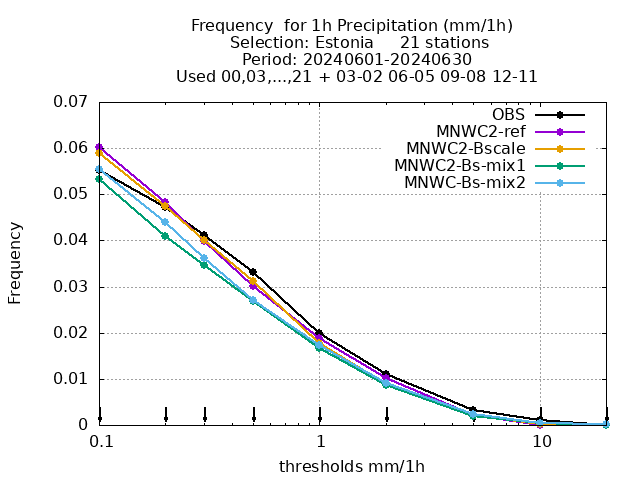 Frequency  for 1h Precipitation (mm/1h)
Selection: Estonia     21 stations
Period: 20240601-20240630
Used 00,03,...,21 + 03-02 06-05 09-08 12-11
0.07
0.06
0.05
0.04
0.03
0.02
0.01
0
Frequency
OBS
MNWC2-ref
MNWC2-Bscale
MNWC2-Bs-mix1
MNWC-Bs-mix2
0.1 1 10
thresholds mm/1h